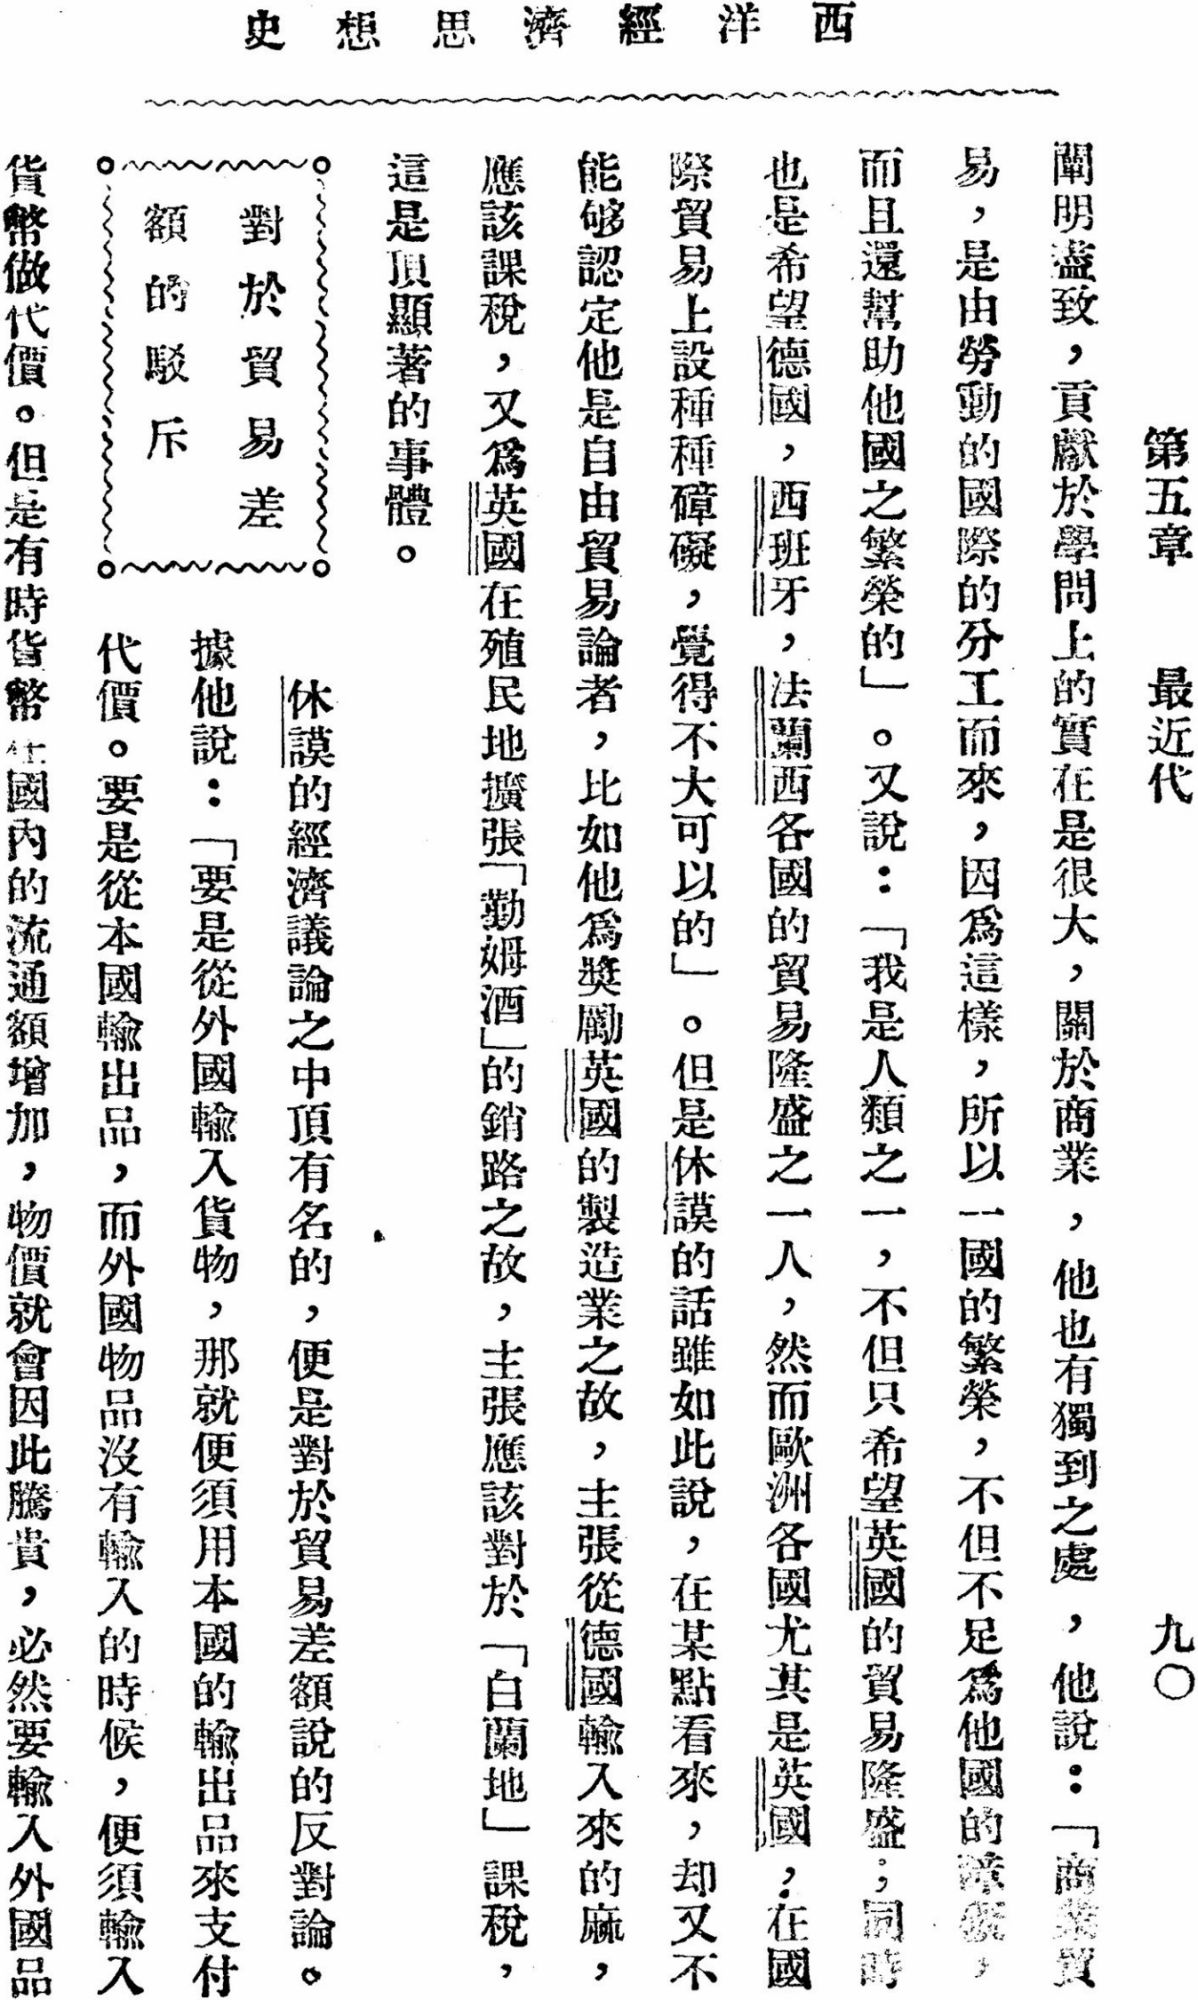 西洋經濟思想史
第五章　最近代　九〇
闡明盡致，貢獻於學問上的實在是很大，關於商業，他也有獨到之處，他說：「商業貿
易，是由勞動的國際的分工而來，因爲這樣，所以一國的繁榮，不但不足爲他國的障礙，
而且還幫助他國之繁榮的」。又說：「我是人類之一，不但只希望英國的貿易隆盛；同時
也是希望德國，西班牙，法蘭西各國的貿易隆盛之一人，然而歐洲各國尤其是英國，在國
際貿易上設種種礙礙，覺得不大可以的」。但是休謨的話雖如此說，在某點看來，却又不
能够認定他是自由貿易論者，比如他爲獎勵英國的製造業之故，主張從德國輸入來的麻，
應該課稅，又爲英國在殖民地擴張「勤姆酒」的銷路之故，主張應該對於「白蘭地」課稅，
這是頂顯著的事體。
對於貿易差
額的駁斥
休謨的經濟議論之中頂有名的，便是對於貿易差額說的反對論。
據他說：「要是從外國輸入貨物，那就便須用本國的輸出品來支付
代價。要是從本國輸出品，而外國物品沒有輸入的時候，便須輸入
貨幣做代價。但是有時貨幣在國內的流通額增加，物價就會因此騰貴，必然要輸入外國品